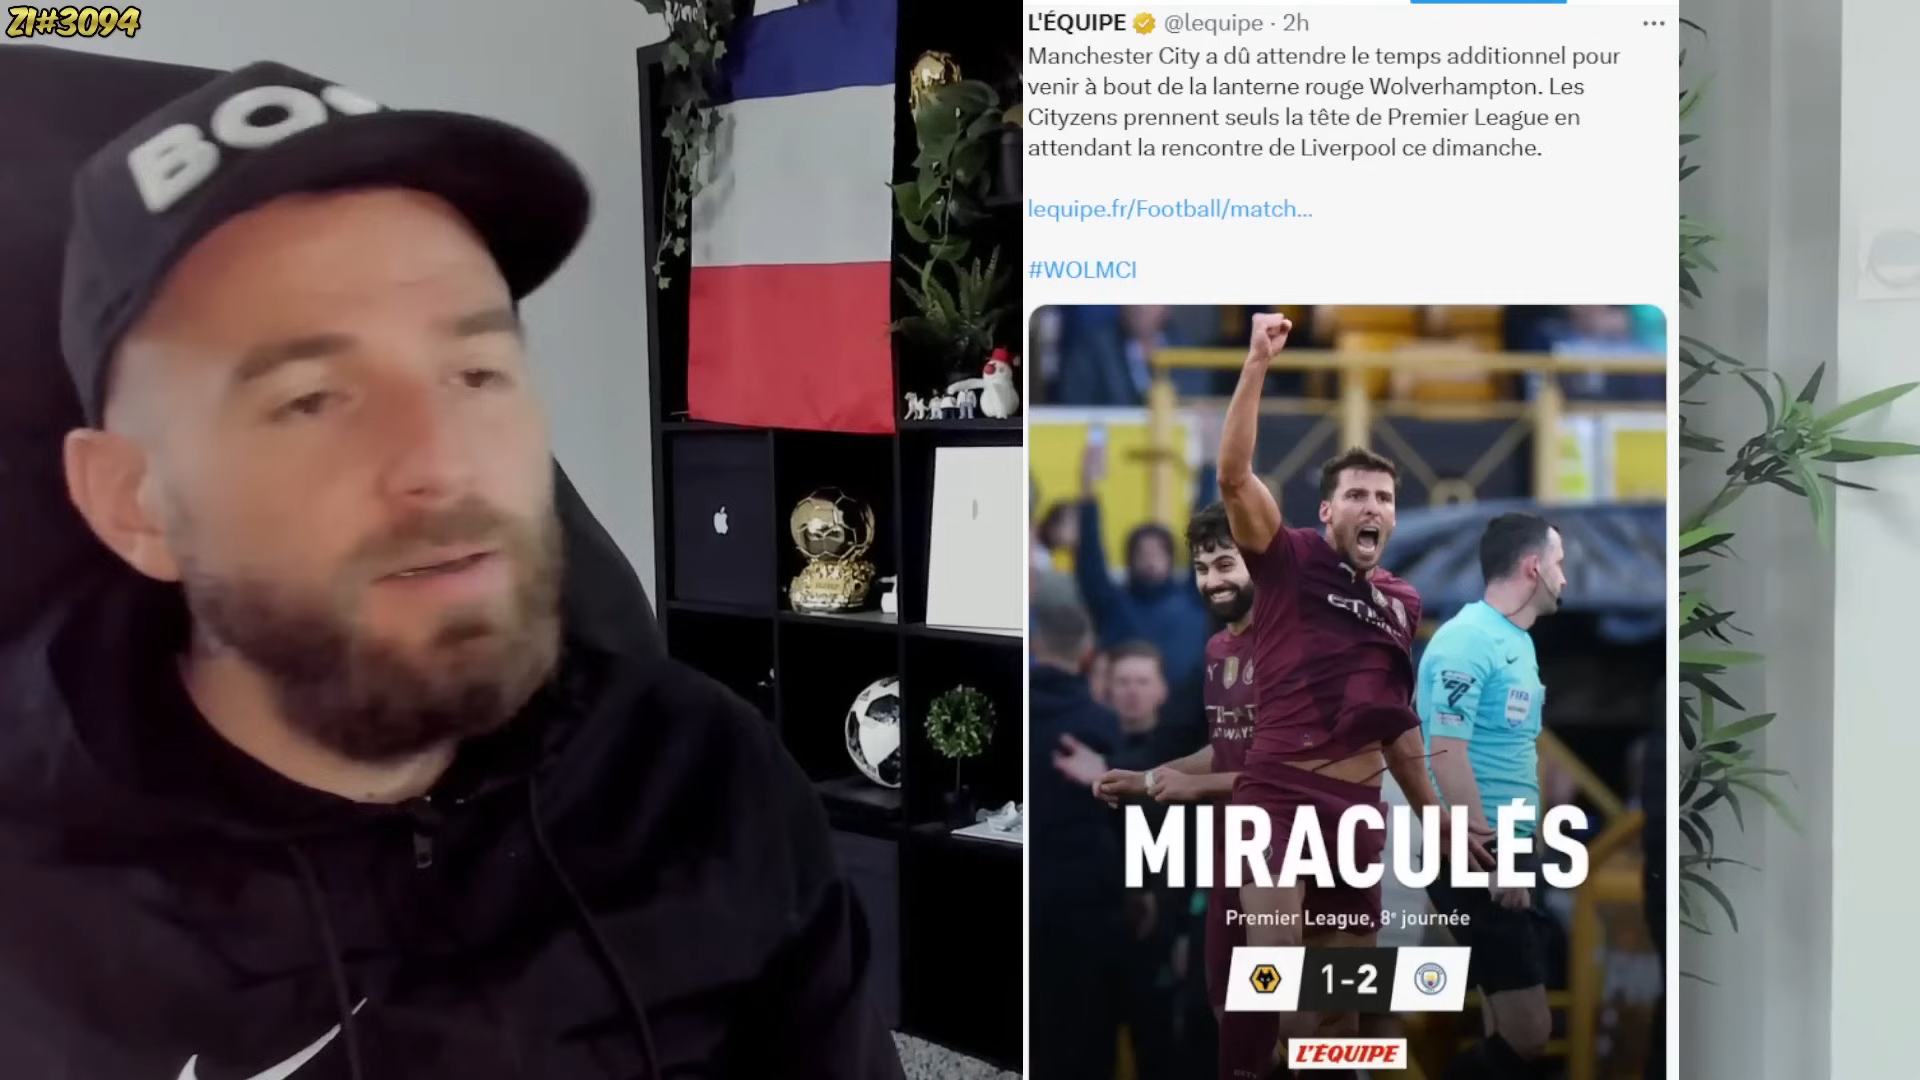 ZI#3094
BO
L'ÉQUIPE @lequipe · 2h
Manchester City a dû attendre le temps additionnel pour
venir à bout de la lanterne rouge Wolverhampton. Les
Cityzens prennent seuls la tête de Premier League en
attendant la rencontre de Liverpool ce dimanche.
lequipe.fr/Football/match...
#WOLMCI
FIFA
MIRACULÉS
Premier League, 8e journée
1-2
L'ÉQUIPE